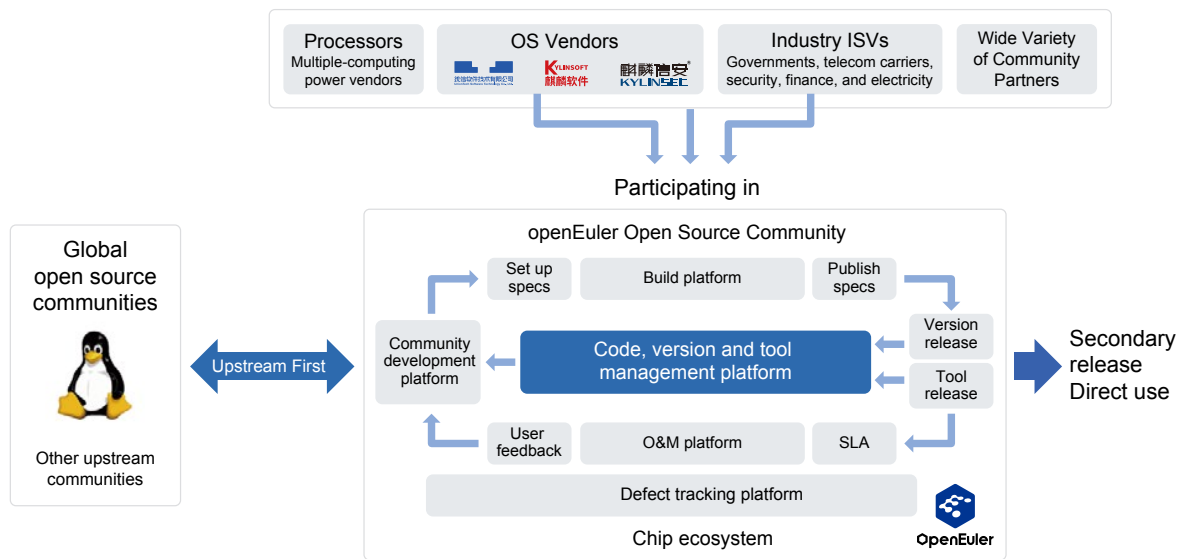 Processors
Multiple-computing
power vendors
OS Vendors
KYLINSOFT
麒麟软件
麒麟信安
KYLINSEC
Industry ISVs
Governments, telecom carriers,
security, finance, and electricity
Wide Variety
of Community
Partners
Participating in
Global
open source
communities
Other upstream
communities
Upstream First
openEuler Open Source Community
Set up
specs
Build platform
Publish
specs
Community
development
platform
Code, version and tool
management platform
Version
release
Tool
release
User
feedback
O&M platform
SLA
Defect tracking platform
Chip ecosystem
OpenEuler
Secondary
release
Direct use